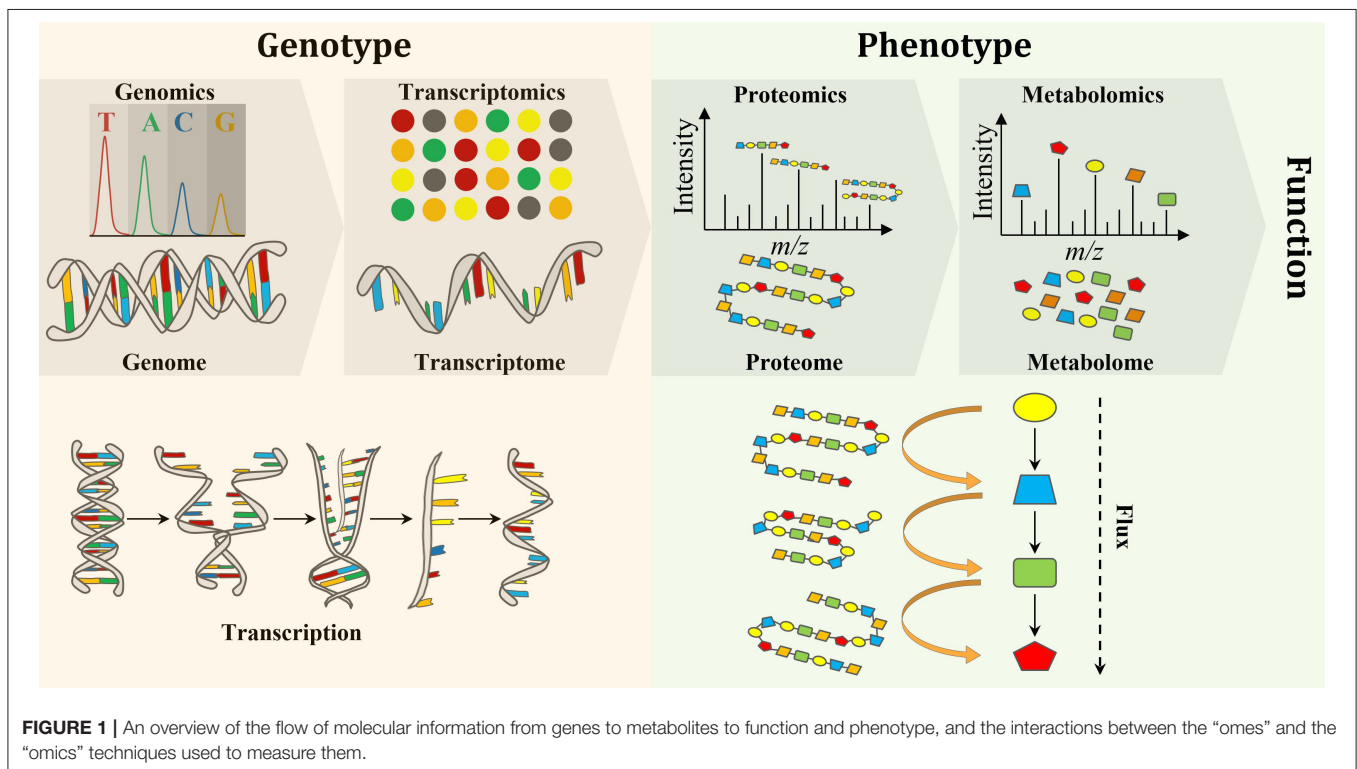 Genotype
Phenotype
Genomics
Transcriptomics
Proteomics
Metabolomics
T A C G
Intensity
m/z
Intensity
m/z
Function
Genome
Transcriptome
Proteome
Metabolome
Transcription
Flux
FIGURE 1 | An overview of the flow of molecular information from genes to metabolites to function and phenotype, and the interactions between the “omes” and the
“omics” techniques used to measure them.